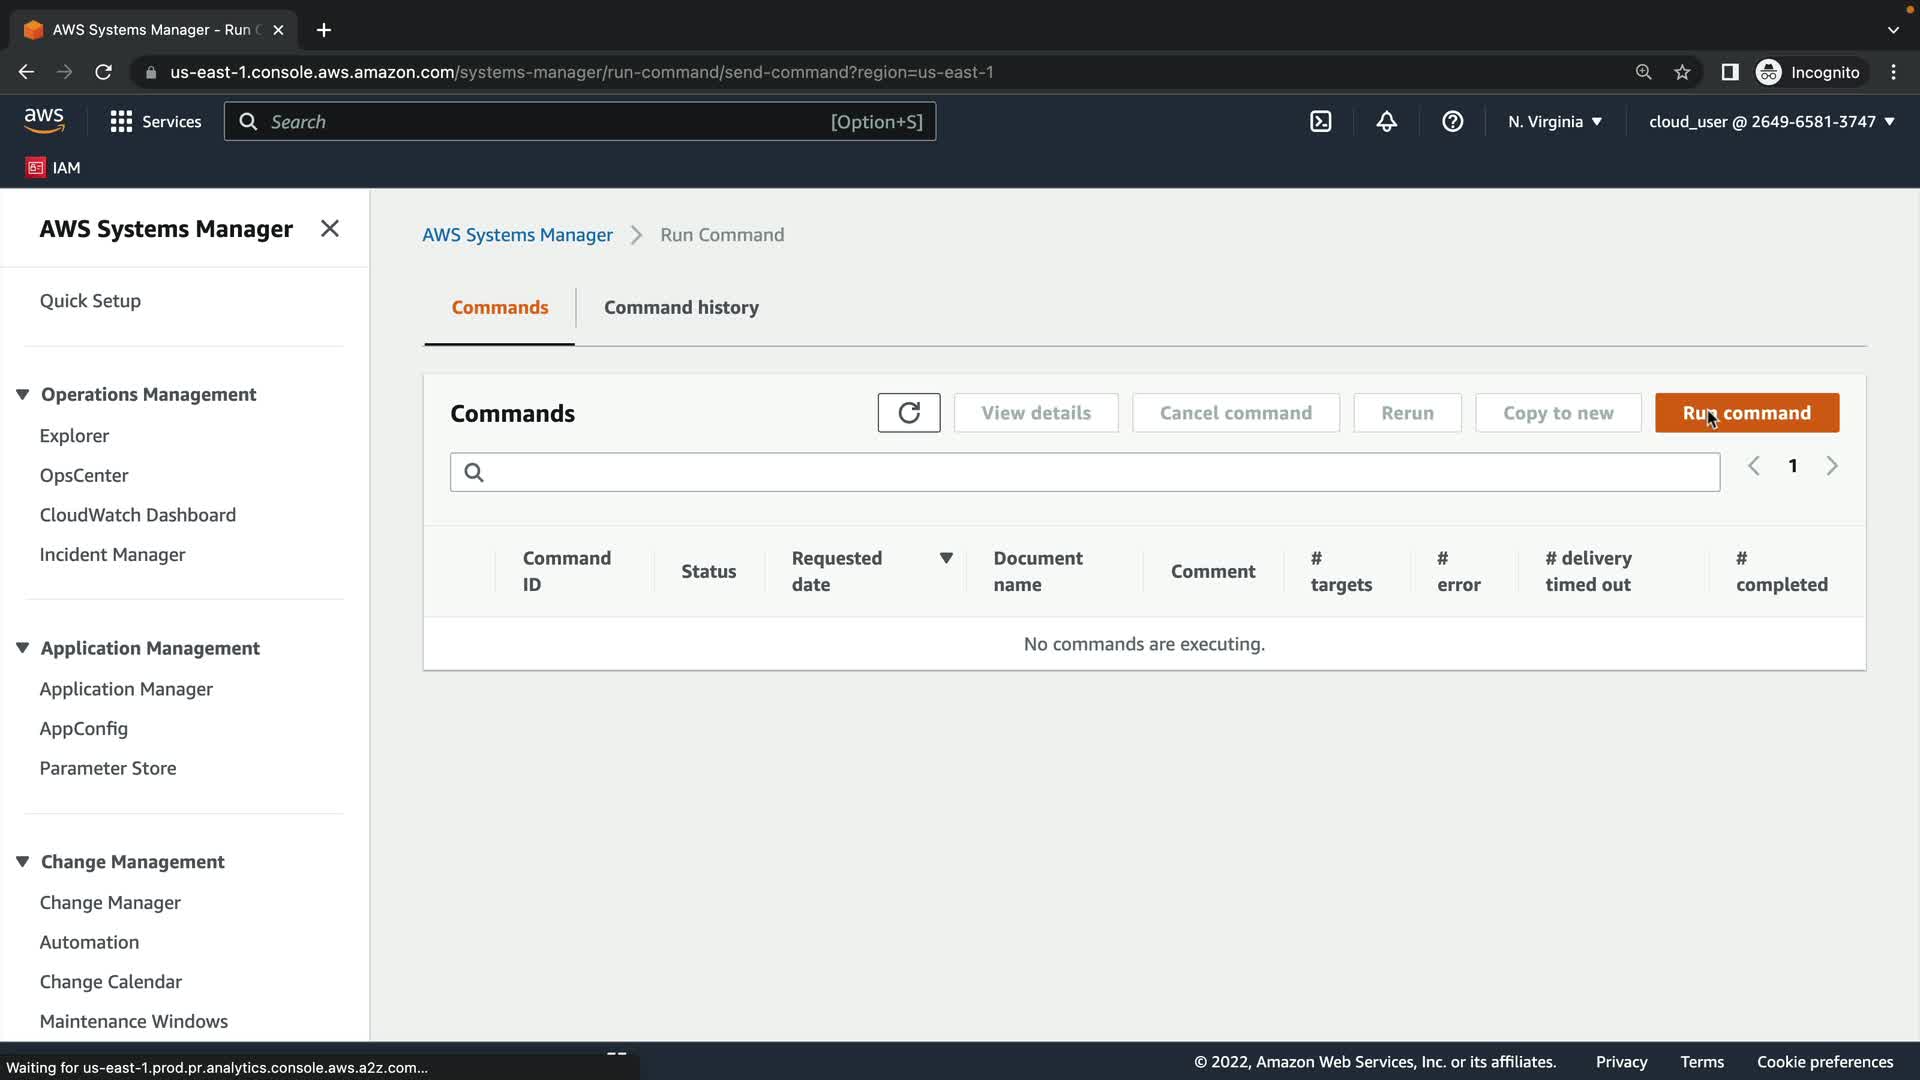 AWS Systems Manager - Run C
us-east-1.console.aws.amazon.com/systems-manager/run-command/send-command?region=us-east-1
Incognito
aws
Services
Search
[Option+S]
N. Virginia
cloud_user @ 2649-6581-3747
IAM
AWS Systems Manager
Quick Setup
Operations Management
Explorer
OpsCenter
CloudWatch Dashboard
Incident Manager
Application Management
Application Manager
AppConfig
Parameter Store
Change Management
Change Manager
Automation
Change Calendar
Maintenance Windows
AWS Systems Manager
Run Command
Commands
Command history
Commands
View details
Cancel command
Rerun
Copy to new
Run command
1
Command
ID
Status
Requested
date
Document
name
Comment
#
targets
#
error
# delivery
timed out
#
completed
No commands are executing.
Waiting for us-east-1.prod.pr.analytics.console.aws.a2z.com...
© 2022, Amazon Web Services, Inc. or its affiliates.
Privacy
Terms
Cookie preferences